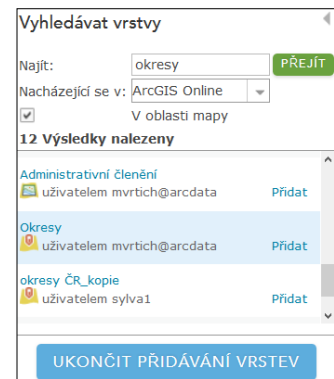 Vyhledávat vrstvy
Najít: okresy PŘEJÍT
Nacházející se v: ArcGIS Online
V oblasti mapy
12 Výsledky nalezeny
Administrativní členění
uživatelem mvrtich@arcdata Přidat
Okresy
uživatelem mvrtich@arcdata
okresy ČR_kopie
uživatelem sylva1 Přidat
UKONČIT PŘIDÁVÁNÍ VRSTEV